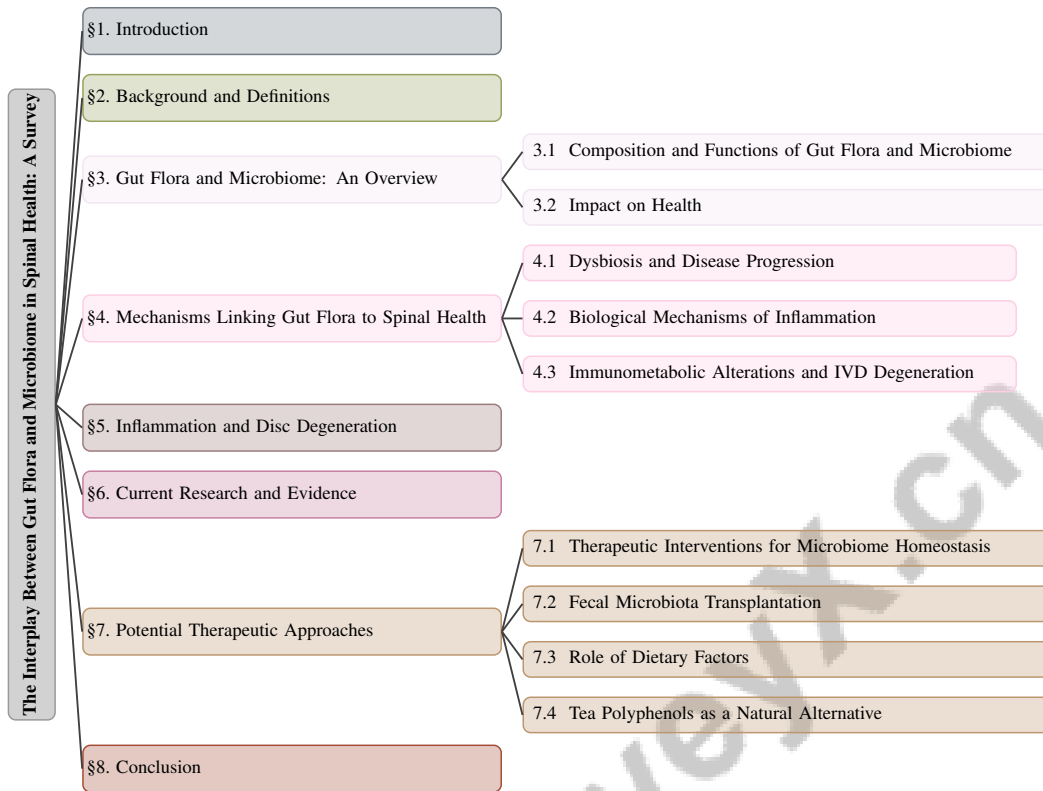 The Interplay Between Gut Flora and Microbiome in Spinal Health: A Survey
§1. Introduction
§2. Background and Definitions
§3. Gut Flora and Microbiome: An Overview
3.1 Composition and Functions of Gut Flora and Microbiome
3.2 Impact on Health
§4. Mechanisms Linking Gut Flora to Spinal Health
4.1 Dysbiosis and Disease Progression
4.2 Biological Mechanisms of Inflammation
4.3 Immunometabolic Alterations and IVD Degeneration
§5. Inflammation and Disc Degeneration
§6. Current Research and Evidence
§7. Potential Therapeutic Approaches
7.1 Therapeutic Interventions for Microbiome Homeostasis
7.2 Fecal Microbiota Transplantation
7.3 Role of Dietary Factors
7.4 Tea Polyphenols as a Natural Alternative
§8. Conclusion
veyx.cn